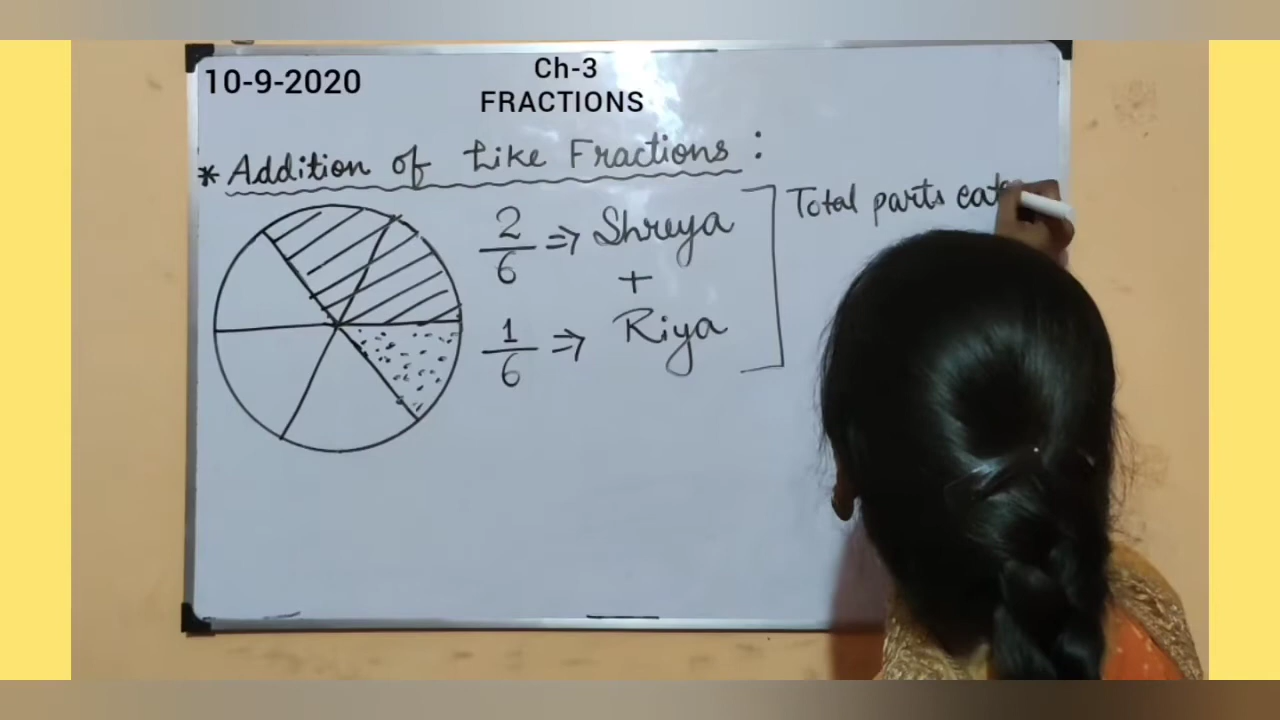 10-9-2020
Ch-3
FRACTIONS
* Addition of Like Fractions :
2/6 ⇒ Shreya
+
1/6 ⇒ Riya
Total parts